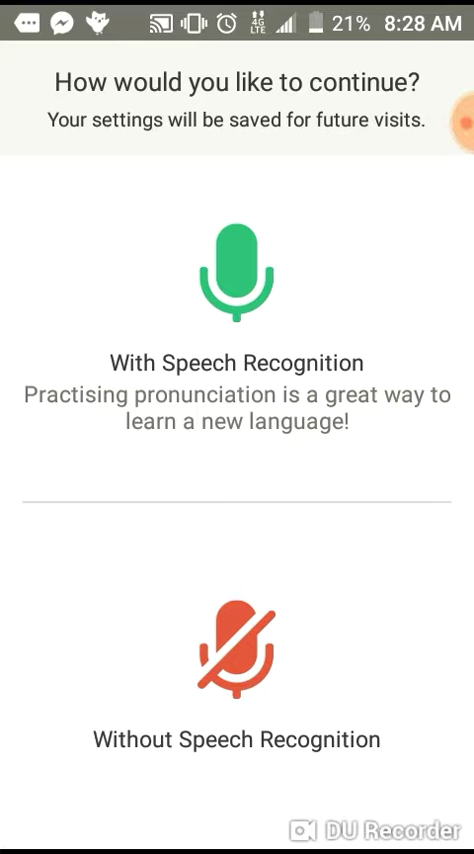 4G
LTE
21% 8:28 AM
How would you like to continue?
Your settings will be saved for future visits.
With Speech Recognition
Practising pronunciation is a great way to
learn a new language!
Without Speech Recognition
DU Recorder